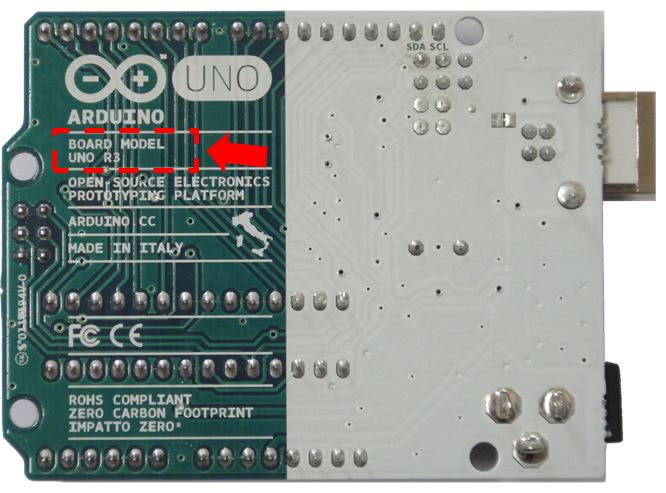 SDA SCL
UNO
ARDUINO
BOARD MODEL
UNO R3
OPEN-SOURCE ELECTRONICS
PROTOTYPING PLATFORM
ARDUINO CC
MADE IN ITALY
FC CE
ROHS COMPLIANT
ZERO CARBON FOOTPRINT
IMPATTO ZERO®